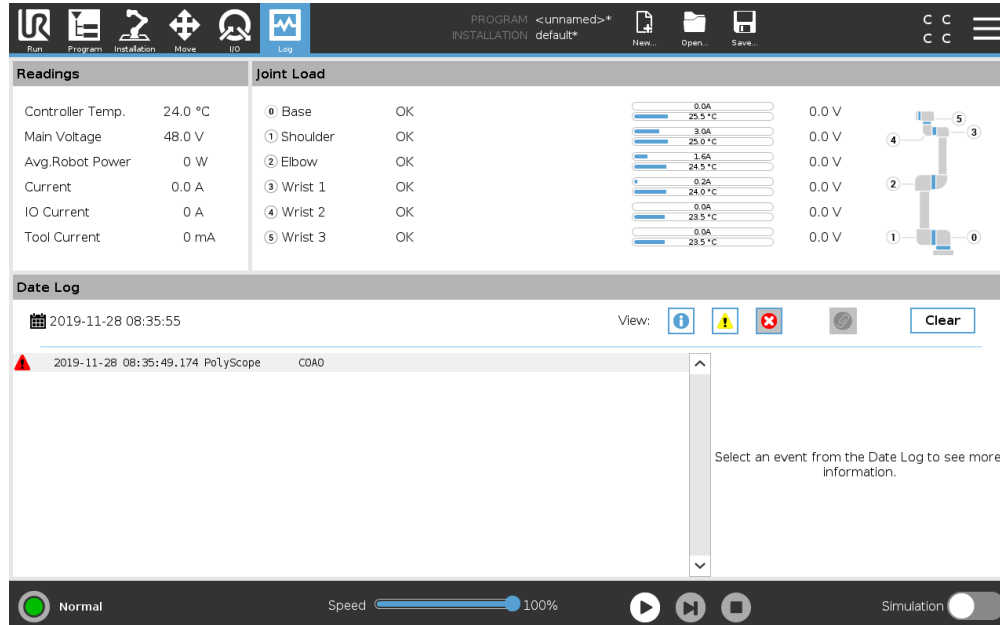 PROGRAM <unnamed>*
INSTALLATION default*
Run Program Installation Move I/O Log New... Open... Save...
C C
C C
Readings
Controller Temp. 24.0 °C
Main Voltage 48.0 V
Avg.Robot Power 0 W
Current 0.0 A
IO Current 0 A
Tool Current 0 mA
Joint Load
0 Base OK 0.0A 25.5 °C 0.0 V
1 Shoulder OK 3.0A 25.0 °C 0.0 V
2 Elbow OK 1.6A 24.5 °C 0.0 V
3 Wrist 1 OK 0.2A 24.0 °C 0.0 V
4 Wrist 2 OK 0.0A 23.5 °C 0.0 V
5 Wrist 3 OK 0.0A 23.5 °C 0.0 V
5
4 3
2
1 0
Date Log
2019-11-28 08:35:55 View: Clear
2019-11-28 08:35:49.174 PolyScope C0A0
Select an event from the Date Log to see more
information.
Normal Speed 100% Simulation